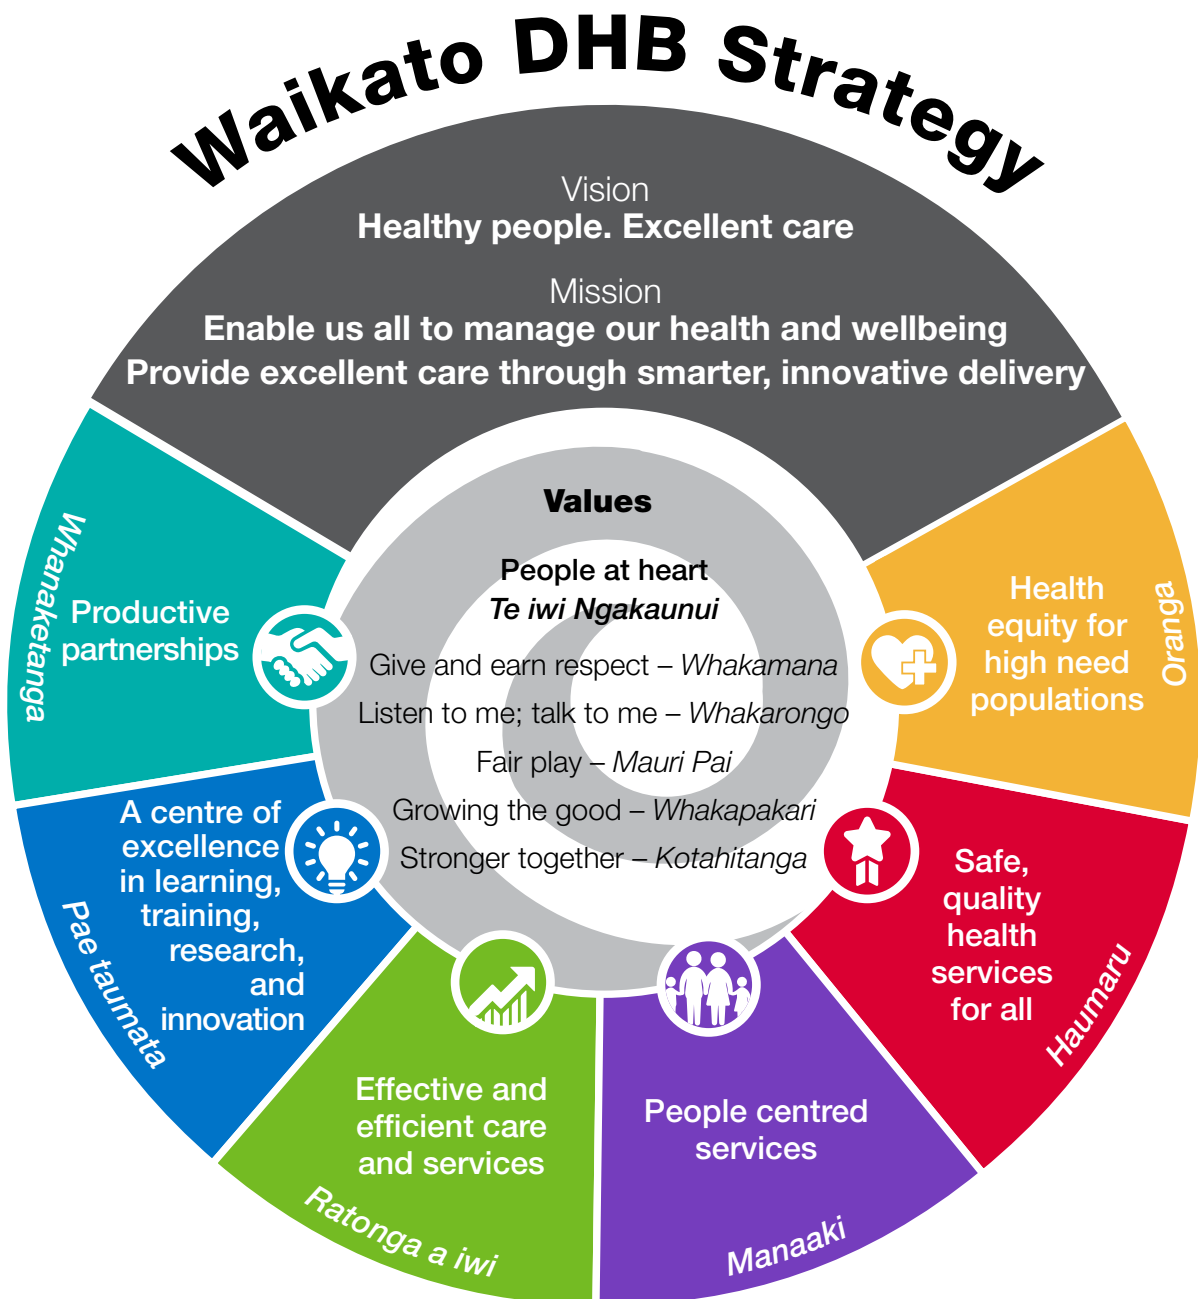 Waikato DHB Strategy
Vision
Healthy people. Excellent care
Mission
Enable us all to manage our health and wellbeing
Provide excellent care through smarter, innovative delivery
Values
People at heart
Te iwi Ngakaunui
Give and earn respect – Whakamana
Listen to me; talk to me – Whakarongo
Fair play – Mauri Pai
Growing the good – Whakapakari
Stronger together – Kotahitanga
Health
equity for
high need
populations
Oranga
Safe,
quality
health
services
for all
Haumaru
People centred
services
Manaaki
Effective and
efficient care
and services
Ratonga a iwi
A centre of
excellence
in learning,
training,
research,
and
innovation
Pae taumata
Productive
partnerships
Whanaketanga